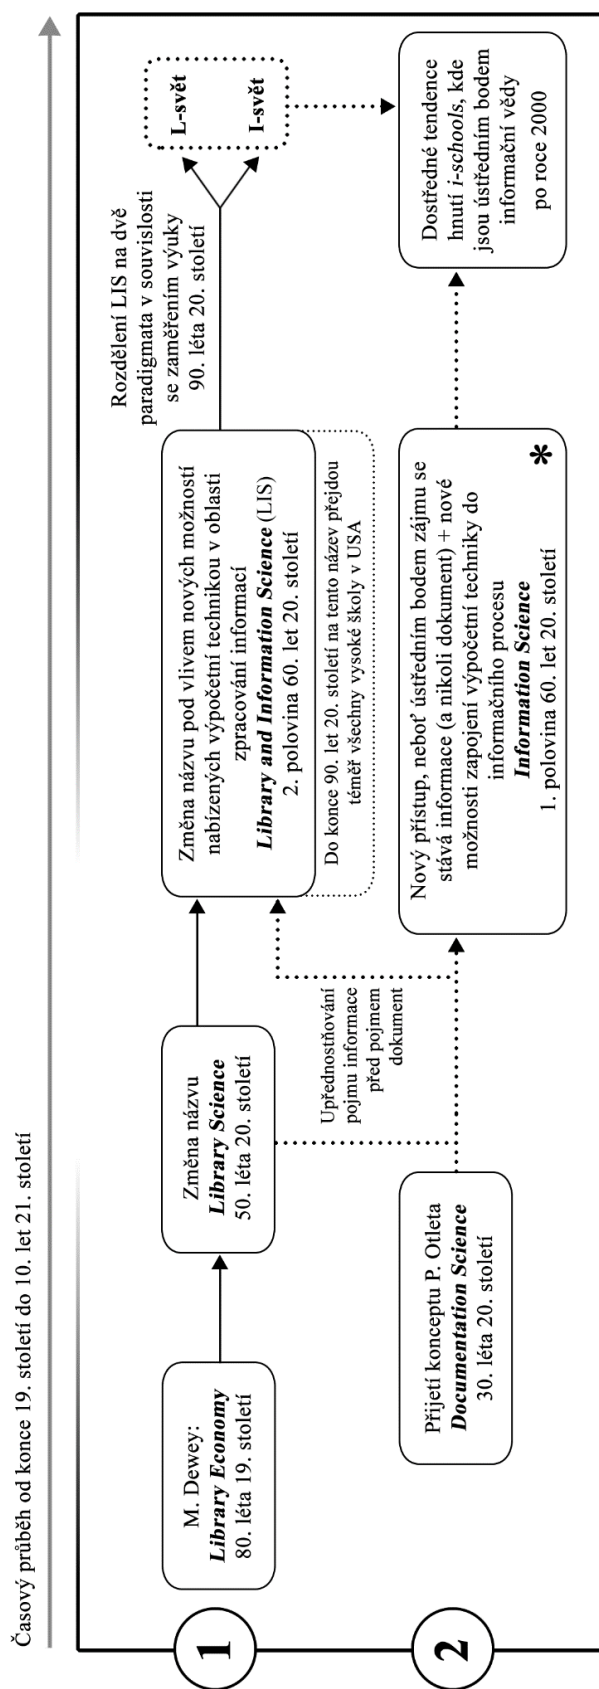 Časový průběh od konce 19. století do 10. let 21. století
1
M. Dewey:
Library Economy
80. léta 19. století
Změna názvu
Library Science
50. léta 20. století
Změna názvu pod vlivem nových možností
nabízených výpočetní technikou v oblasti
zpracování informací
Library and Information Science (LIS)
2. polovina 60. let 20. století
Do konce 90. let 20. století na tento název přejdou
téměř všechny vysoké školy v USA
Rozdělení LIS na dvě
paradigmata v souvislosti
se zaměřením výuky
90. léta 20. století
L-svět
I-svět
2
Přijetí konceptu P. Otleta
Documentation Science
30. léta 20. století
Upřednostňování
pojmu informace
před pojmem
dokument
Nový přístup, neboť ústředním bodem zájmu se
stává informace (a nikoli dokument) + nové
možnosti zapojení výpočetní techniky do
informačního procesu
Information Science
1. polovina 60. let 20. století
*
Dostředné tendence
hnutí i-schools, kde
jsou ústředním bodem
informační vědy
po roce 2000